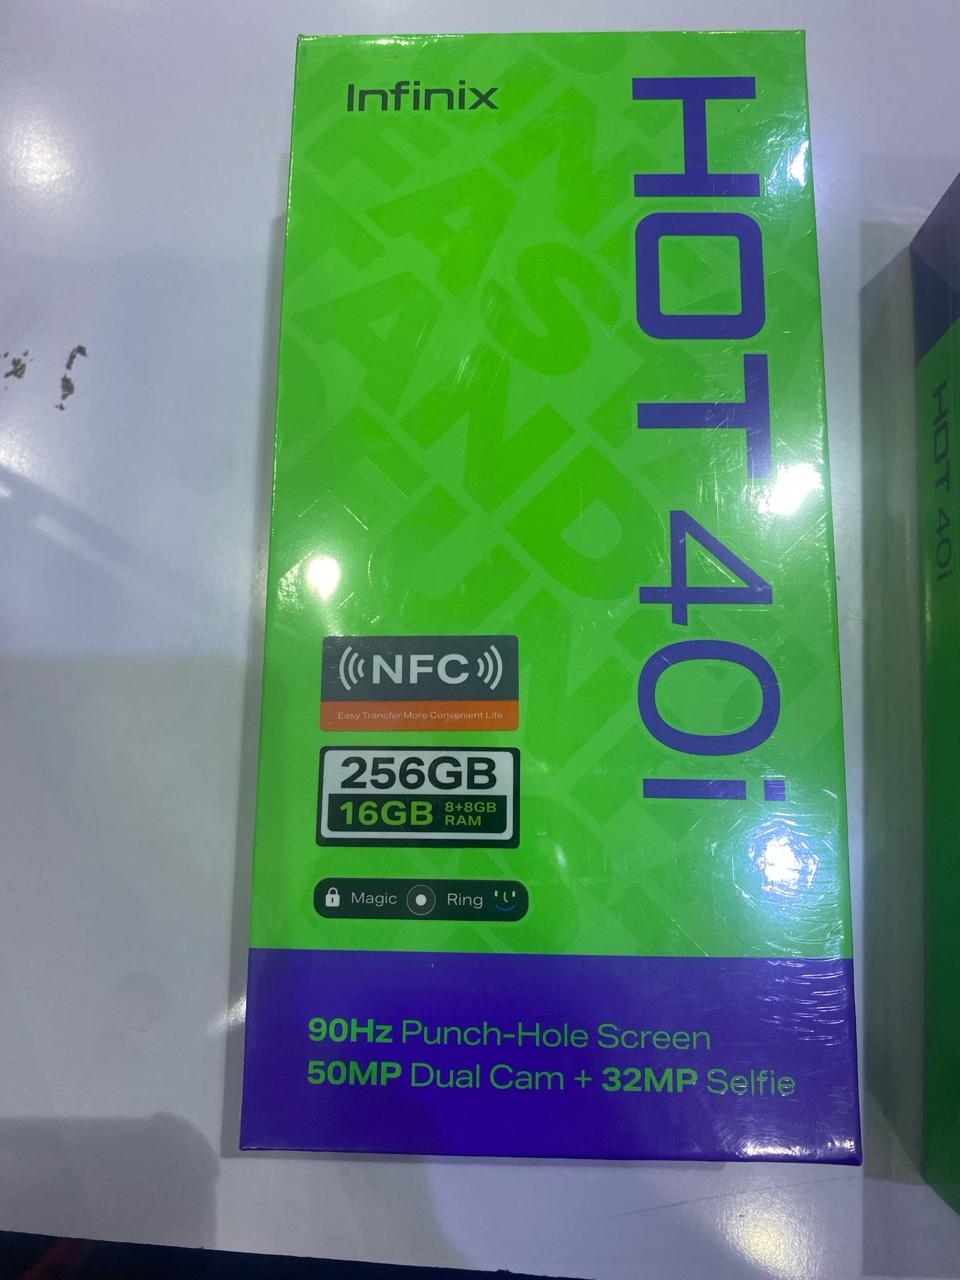 Infinix
HOT 40i
NFC
Easy Transfer More Convenient Life
256GB
16GB 8+8GB
RAM
Magic Ring
90Hz Punch-Hole Screen
50MP Dual Cam + 32MP Selfie
HOT 40i